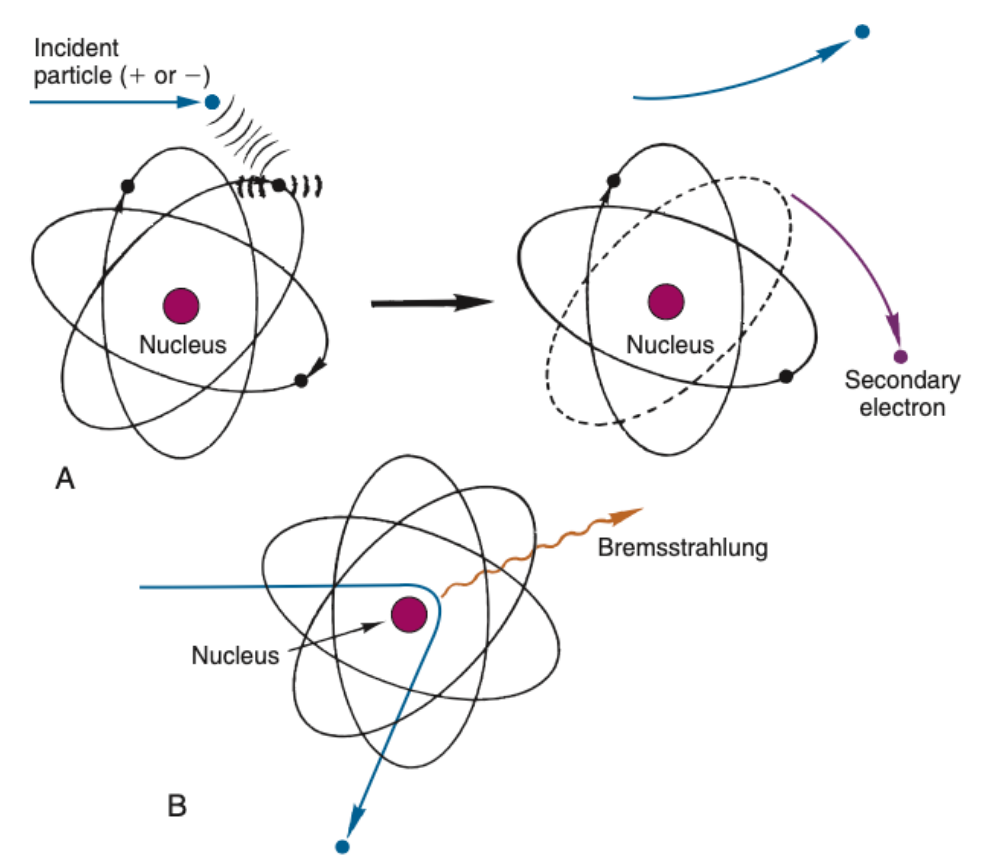 Incident
particle (+ or −)
Nucleus
Nucleus
Secondary
electron
A
Bremsstrahlung
Nucleus
B